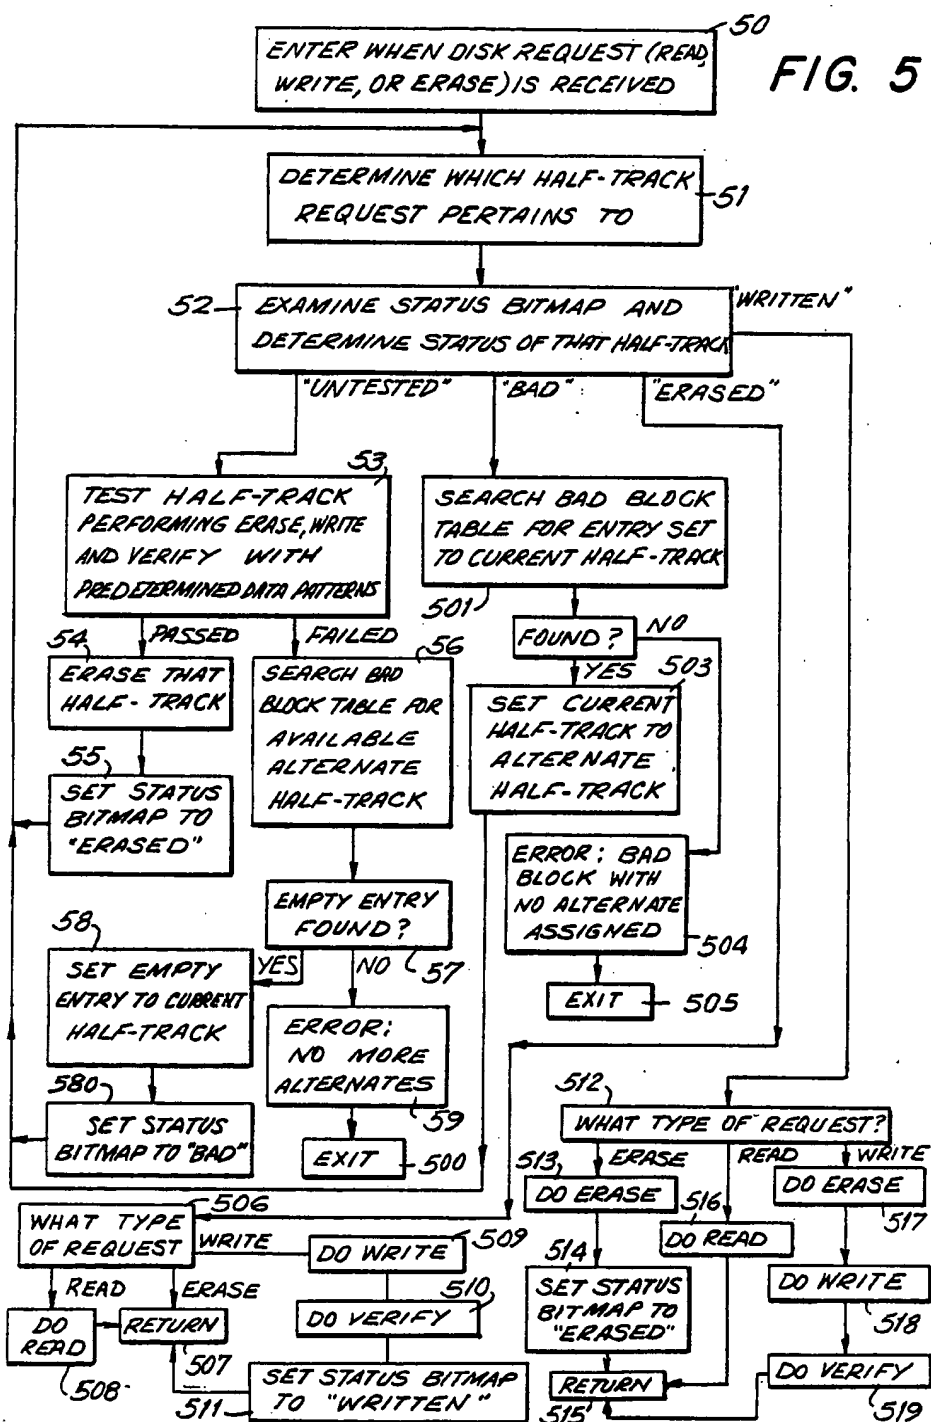 50
FIG. 5
ENTER WHEN DISK REQUEST (READ,
WRITE, OR ERASE) IS RECEIVED
DETERMINE WHICH HALF-TRACK
REQUEST PERTAINS TO
51
52
EXAMINE STATUS BITMAP AND
DETERMINE STATUS OF THAT HALF-TRACK
"WRITTEN"
"UNTESTED"
"BAD"
"ERASED"
53
TEST HALF-TRACK
PERFORMING ERASE, WRITE
AND VERIFY WITH
PREDETERMINED DATA PATTERNS
SEARCH BAD BLOCK
TABLE FOR ENTRY SET
TO CURRENT HALF-TRACK
501
PASSED
FAILED
FOUND?
NO
YES
54
ERASE THAT
HALF-TRACK
56
SEARCH BAD
BLOCK TABLE FOR
AVAILABLE
ALTERNATE
HALF-TRACK
503
SET CURRENT
HALF-TRACK TO
ALTERNATE
HALF-TRACK
55
SET STATUS
BITMAP TO
"ERASED"
ERROR: BAD
BLOCK WITH
NO ALTERNATE
ASSIGNED
504
EXIT
505
EMPTY ENTRY
FOUND?
57
YES
NO
58
SET EMPTY
ENTRY TO CURRENT
HALF-TRACK
ERROR:
NO MORE
ALTERNATES
59
580
SET STATUS
BITMAP TO "BAD"
EXIT
500
512
WHAT TYPE OF REQUEST?
ERASE
READ
WRITE
513
DO ERASE
516
DO READ
DO ERASE
517
514
SET STATUS
BITMAP TO
"ERASED"
DO WRITE
518
RETURN
515
DO VERIFY
519
506
WHAT TYPE
OF REQUEST
WRITE
DO WRITE
509
READ
ERASE
510
DO VERIFY
DO
READ
508
RETURN
507
SET STATUS BITMAP
TO "WRITTEN"
511